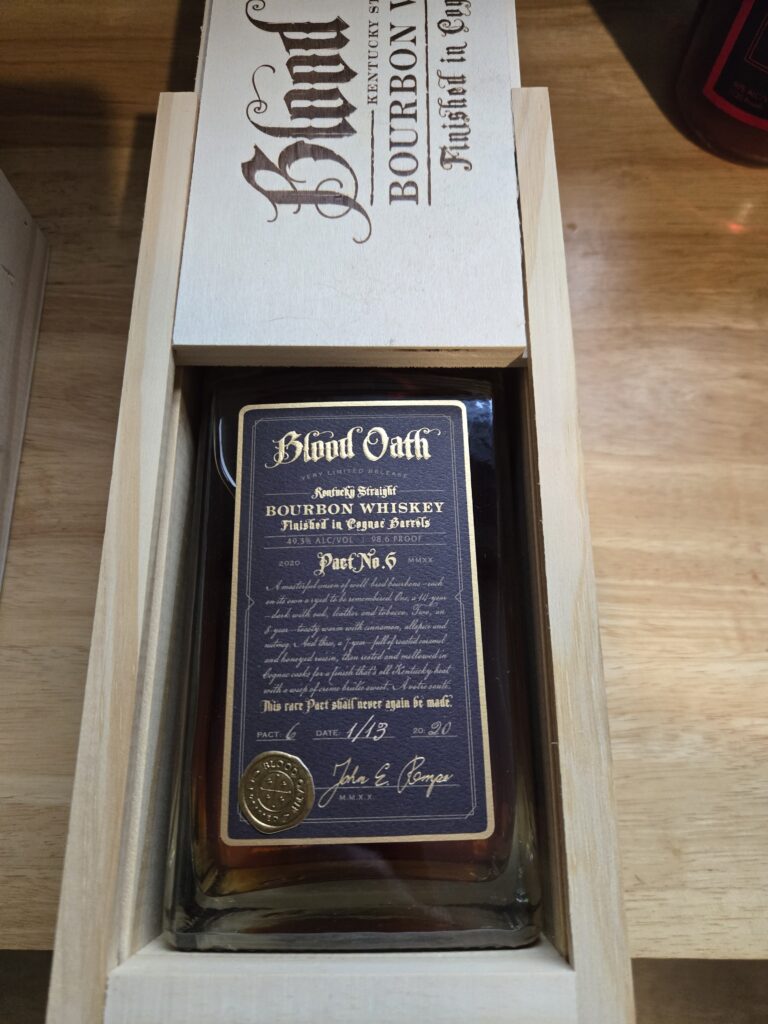 Blood
KENTUCKY ST
BOURBON W
Finished in Cog
Blood Oath
VERY LIMITED RELEASE
Kentucky Straight
BOURBON WHISKEY
Finished in Cognac Barrels
49.3% ALC/VOL | 98.6 PROOF
2020 Pact No.6 MMXX
A masterful union of well-bred bourbons—each
on its own a ryed to be remembered. One, a 14-year
—dark with oak, leather and tobacco. Two, an
8-year—toasty warm with cinnamon, allspice and
nutmeg. And three, a 7-year—full of roasted caramel
and honeyed raisin, then rested and mellowed in
Cognac casks for a finish that's all Kentucky heat
with a wisp of creme brulee sweet. A votre sante.
This rare Pact shall never again be made.
PACT: 6 DATE: 1/13 20: 20
John E. Rempe
M.M.X.X.
BLOOD OATH